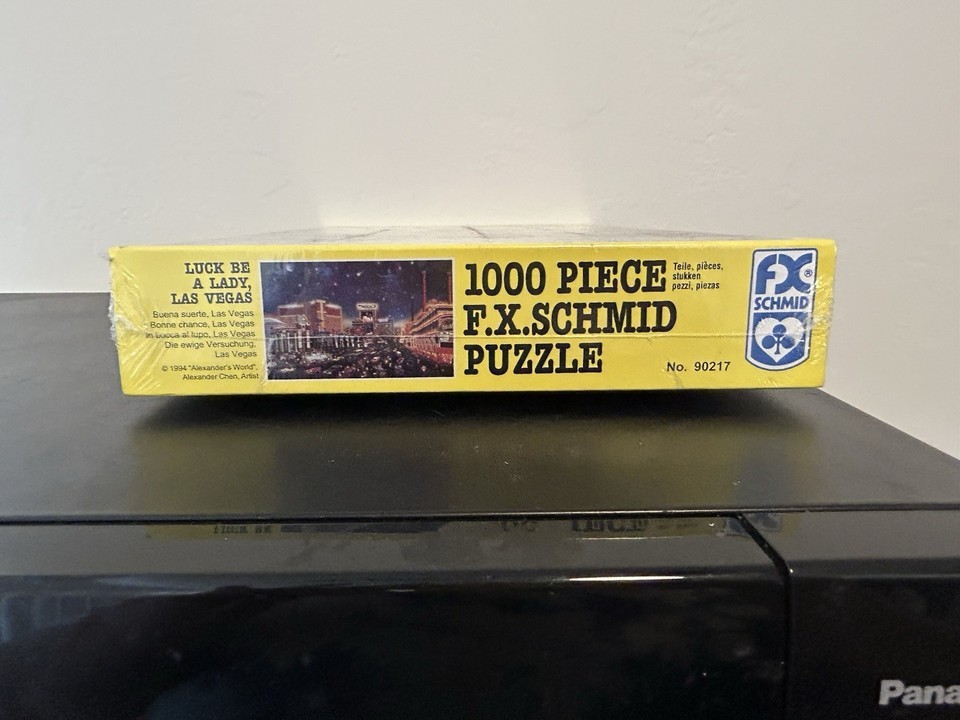 LUCK BE
A LADY,
LAS VEGAS
Suena suerte, Las Vegas
Bonne chance, Las Vegas
In bocca al lupo, Las Vegas
Die ewige Versuchung,
Las Vegas
© 1994 "Alexander's World",
Alexander Chen, Artist
1000 PIECE
F.X.SCHMID
PUZZLE
Teile, pièces,
stukken
pezzi, piezas
No. 90217
FX®
SCHMID
Pana